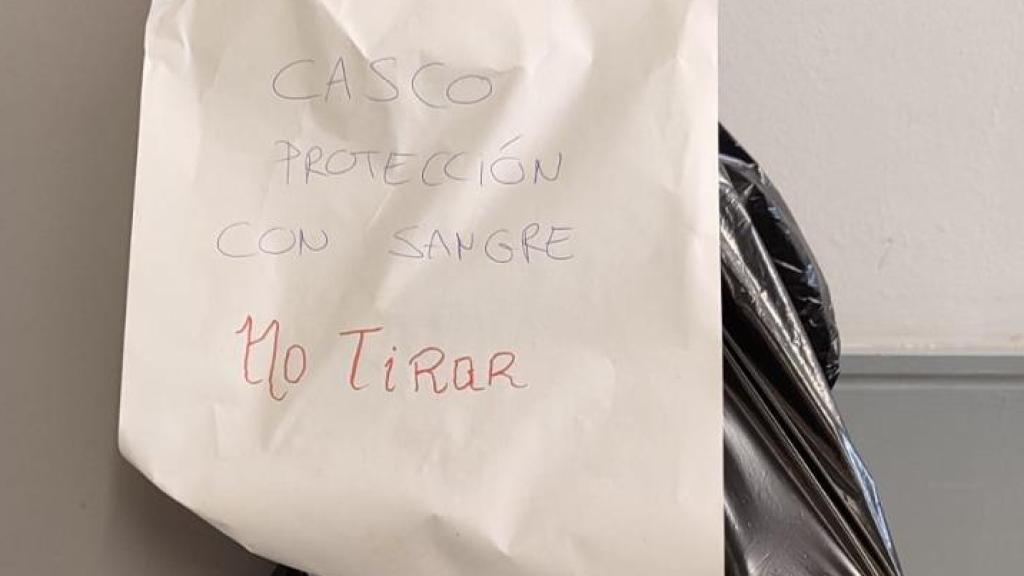 CASCO
PROTECCIÓN
CON SANGRE
No TiRaR